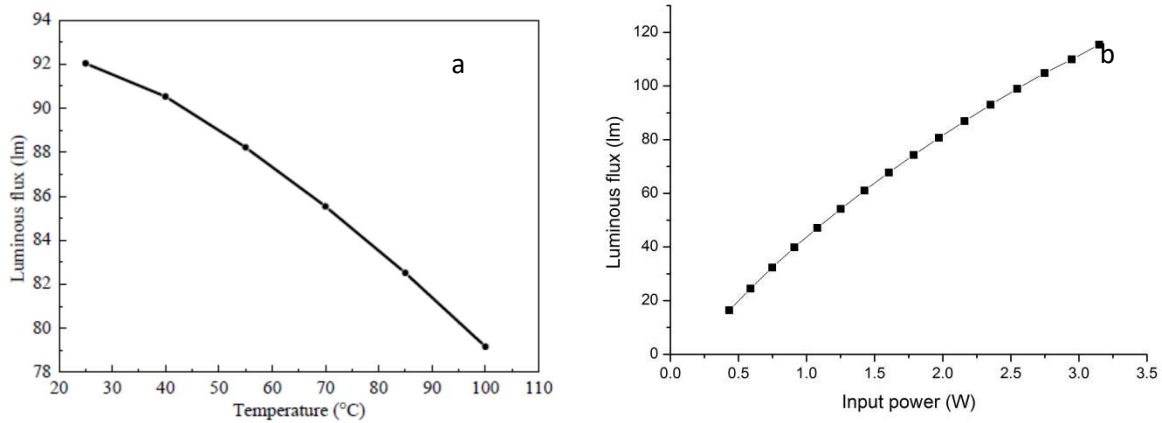 94
92
90
88
86
84
82
80
78
Luminous flux (lm)
20 30 40 50 60 70 80 90 100 110
Temperature (°C)
a
120
100
80
60
40
20
0
Luminous flux (lm)
0.0 0.5 1.0 1.5 2.0 2.5 3.0 3.5
Input power (W)
b